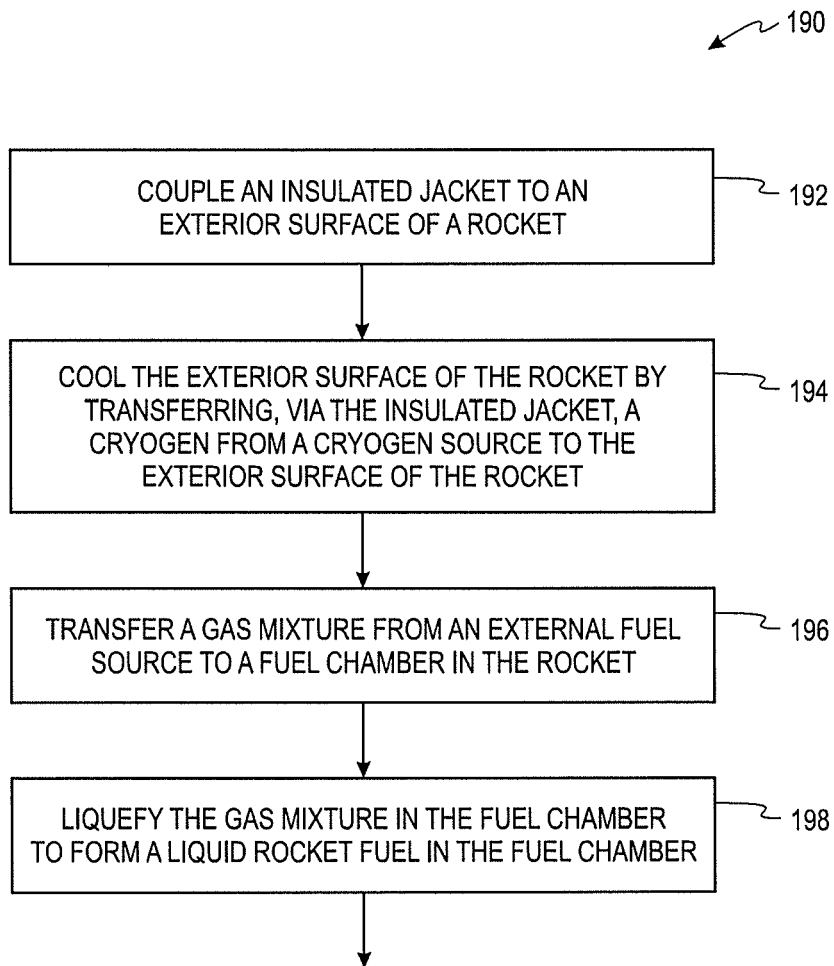 190
COUPLE AN INSULATED JACKET TO AN
EXTERIOR SURFACE OF A ROCKET
192
COOL THE EXTERIOR SURFACE OF THE ROCKET BY
TRANSFERRING, VIA THE INSULATED JACKET, A
CRYOGEN FROM A CRYOGEN SOURCE TO THE
EXTERIOR SURFACE OF THE ROCKET
194
TRANSFER A GAS MIXTURE FROM AN EXTERNAL FUEL
SOURCE TO A FUEL CHAMBER IN THE ROCKET
196
LIQUEFY THE GAS MIXTURE IN THE FUEL CHAMBER
TO FORM A LIQUID ROCKET FUEL IN THE FUEL CHAMBER
198